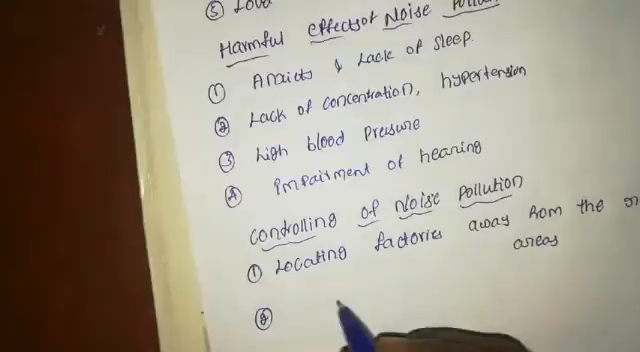 ⑤ Loud
Harmful effects of Noise
① Anxiety & Lack of sleep.
② Lack of concentration, hypertension
③ High blood Pressure
④ Impairment of hearing
Controlling of Noise Pollution
① Locating factories away from the
areas
②